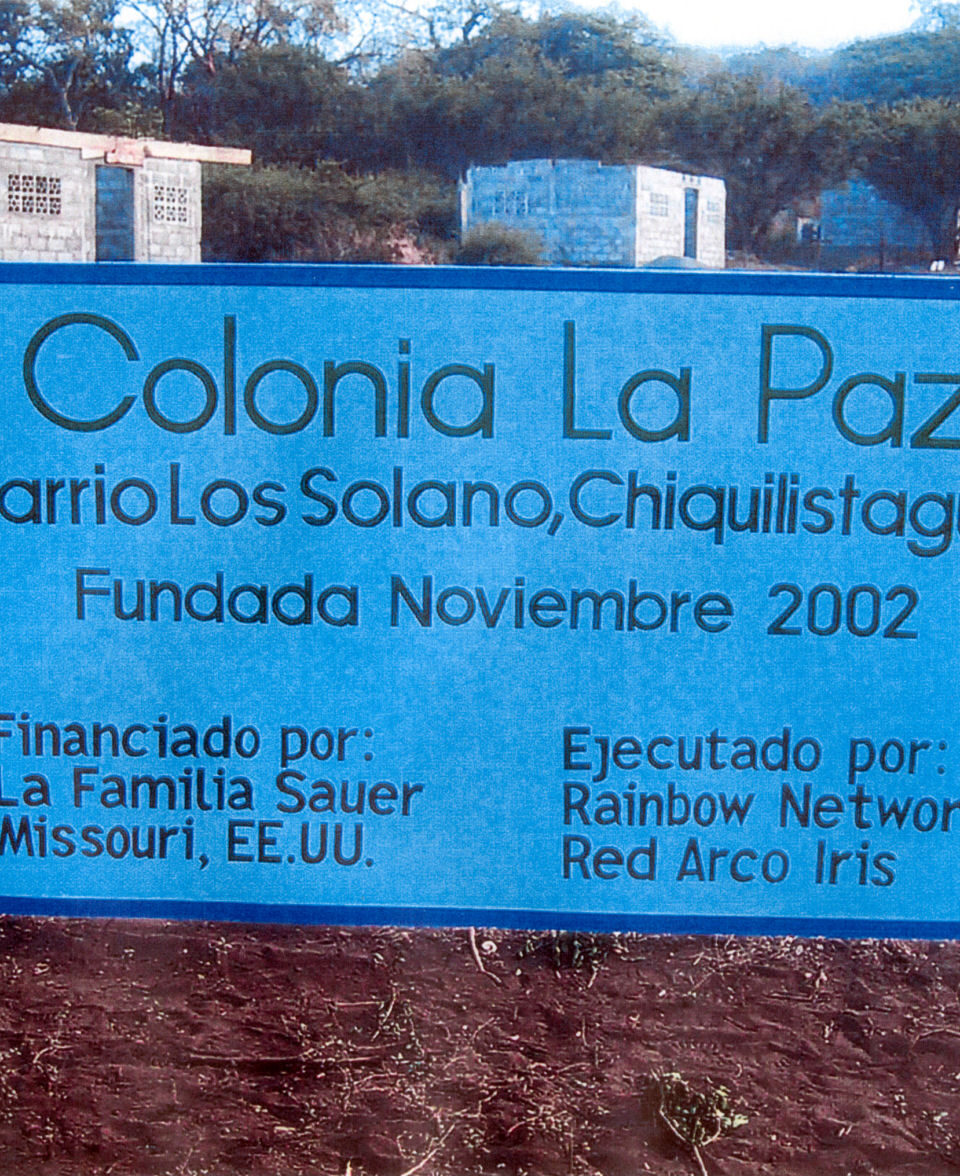 Colonia La Paz
arrio Los Solano, Chiquilistag
Fundada Noviembre 2002
Financiado por:
La Familia Sauer
Missouri, EE.UU.
Ejecutado por:
Rainbow Networ
Red Arco Iris